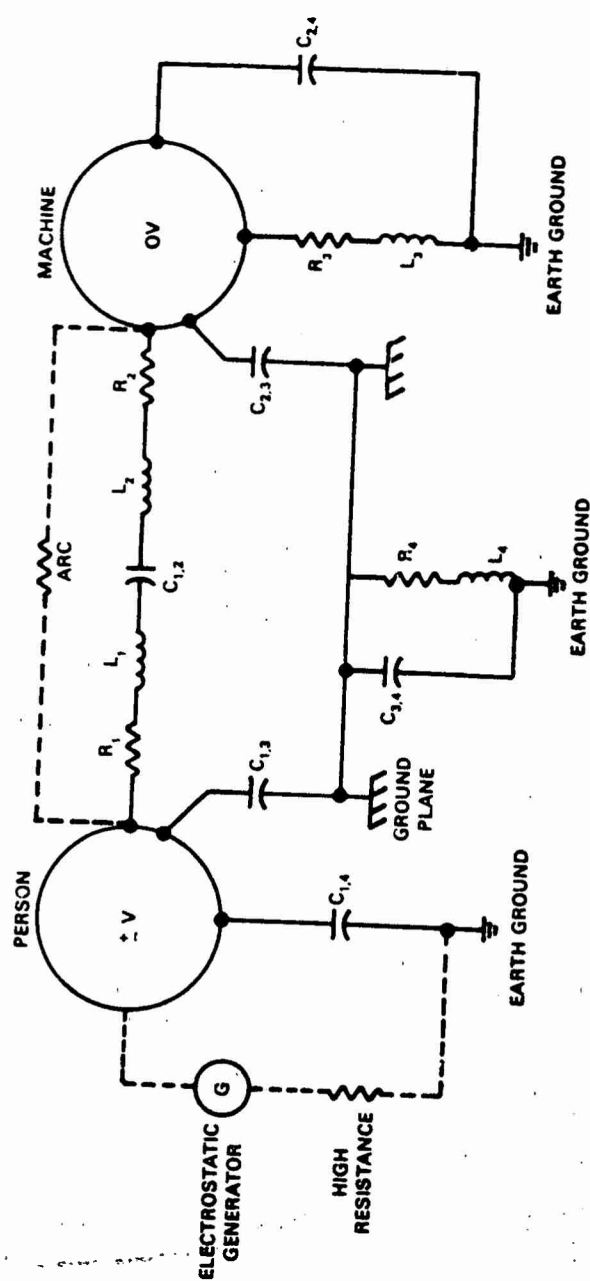 PERSON
± V
ELECTROSTATIC
GENERATOR
G
HIGH
RESISTANCE
C1,4
EARTH GROUND
C1,3
GROUND
PLANE
R1
L1
C1,2
L2
R2
ARC
C3,4
R4
L4
EARTH GROUND
C2,3
MACHINE
OV
R3
L3
C2,4
EARTH GROUND